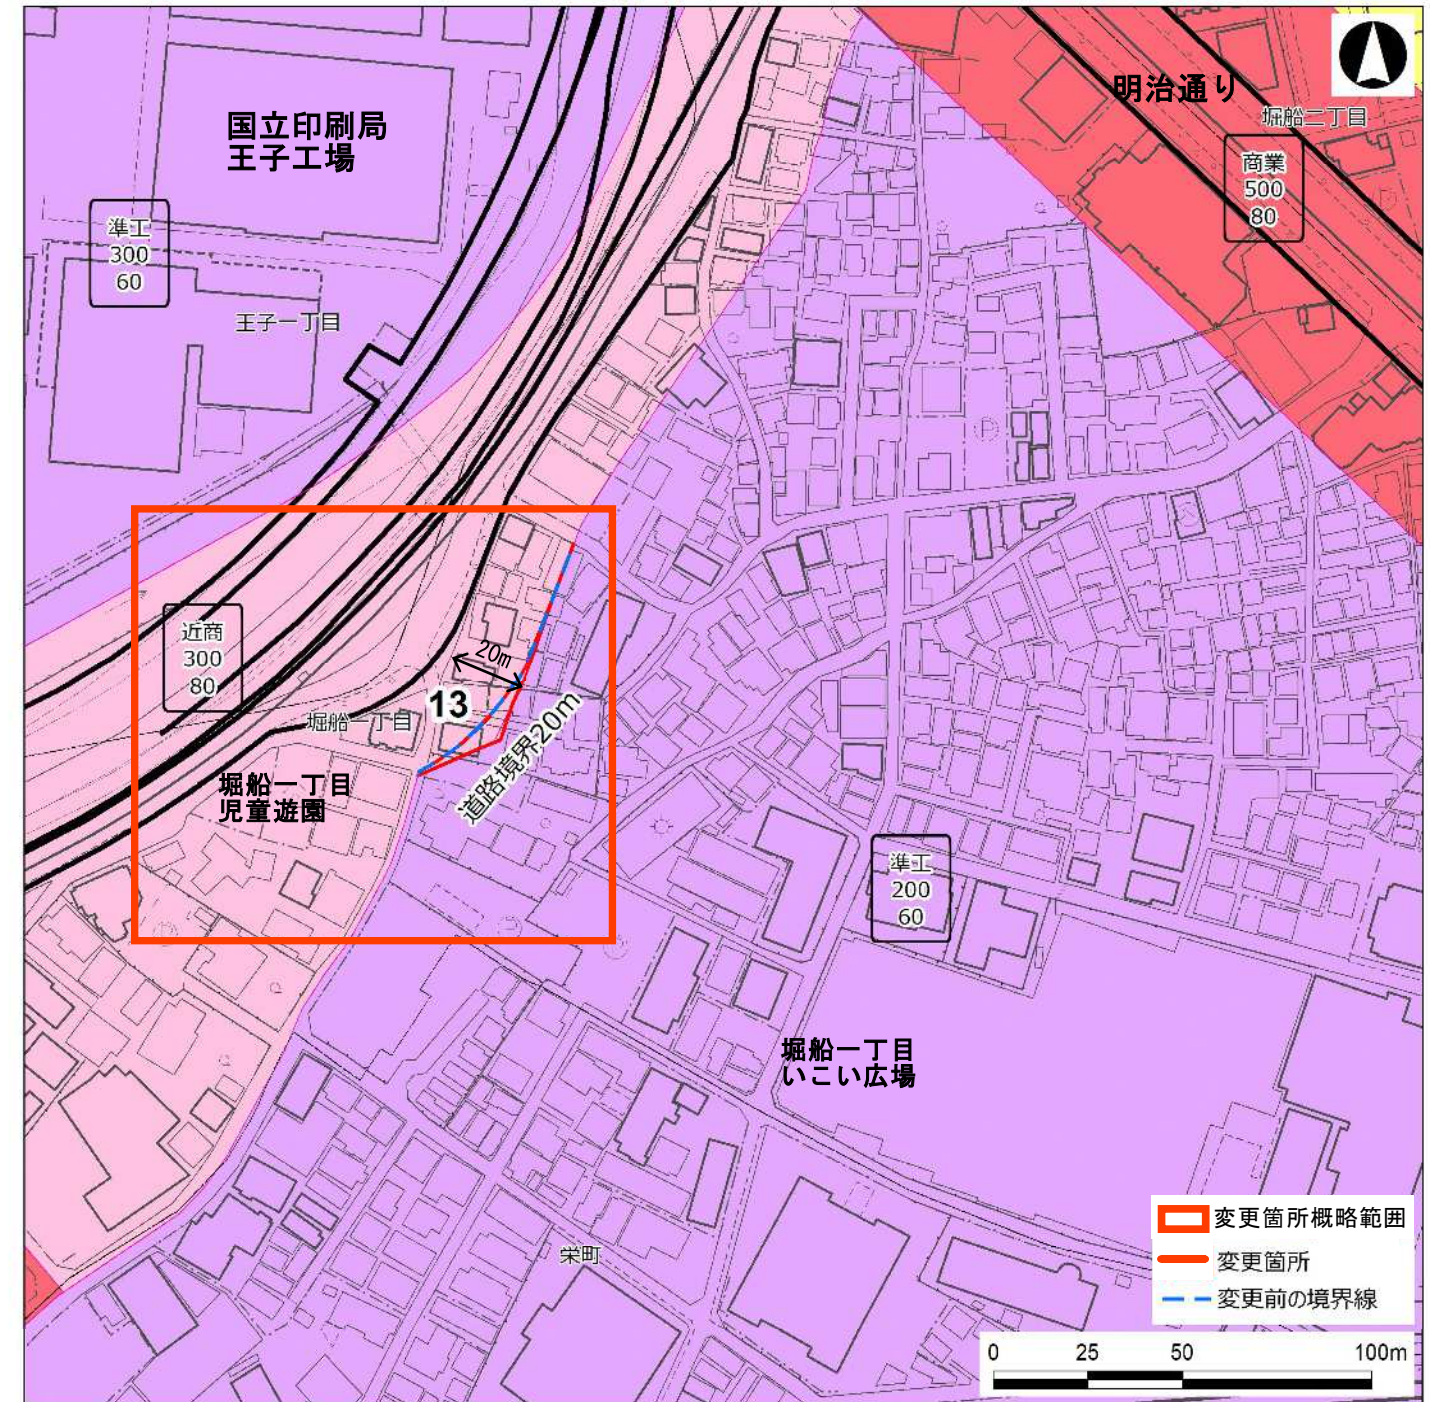 明治通り
堀船二丁目
国立印刷局
王子工場
商業
500
80
準工
300
60
王子一丁目
近商
300
80
20m
13
堀船一丁目
道路境界20m
堀船一丁目
児童遊園
準工
200
60
堀船一丁目
いこい広場
栄町
変更箇所概略範囲
変更箇所
変更前の境界線
0 25 50 100m